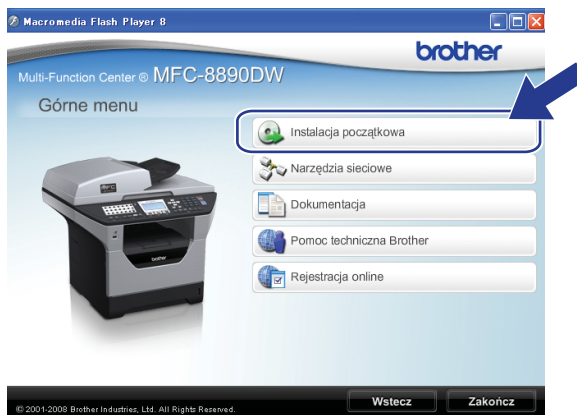 Macromedia Flash Player 8
brother
Multi-Function Center ® MFC-8890DW
Górne menu
Instalacja początkowa
Narzędzia sieciowe
Dokumentacja
Pomoc techniczna Brother
Rejestracja online
brother
Wstecz
Zakończ
© 2001-2008 Brother Industries, Ltd. All Rights Reserved.